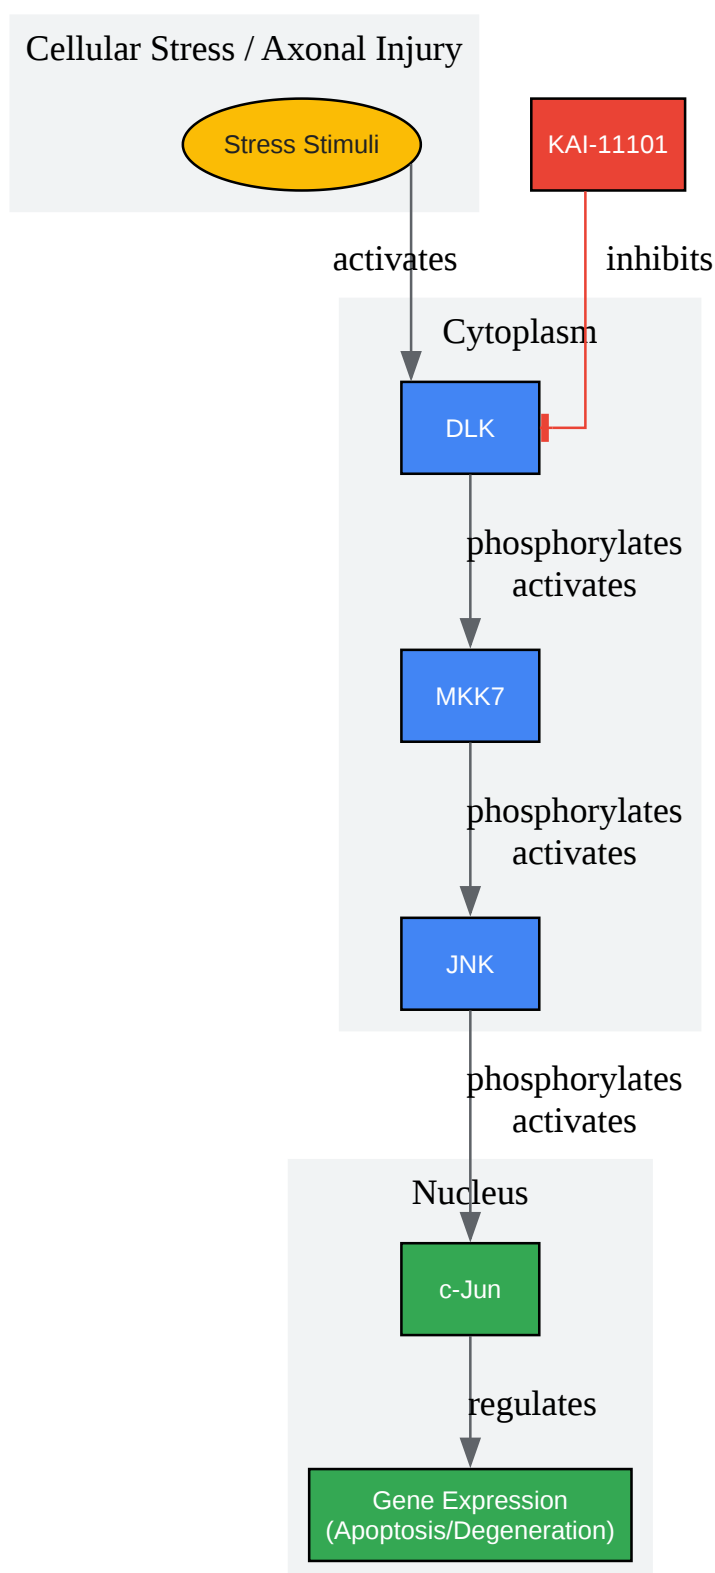 Cellular Stress / Axonal Injury
Stress Stimuli
KAI-11101
activates
inhibits
Cytoplasm
DLK
phosphorylates
activates
MKK7
phosphorylates
activates
JNK
phosphorylates
activates
Nucleus
c-Jun
regulates
Gene Expression
(Apoptosis/Degeneration)